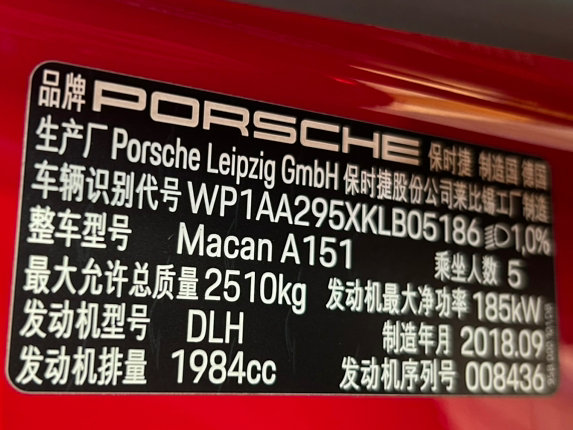 品牌 PORSCHE 保时捷 制造国 德国
生产厂 Porsche Leipzig GmbH 保时捷股份公司莱比锡工厂制造
车辆识别代号 WP1AA295XKLB05186 1,0%
整车型号 Macan A151 乘坐人数 5
最大允许总质量 2510kg 发动机最大净功率 185kW
发动机型号 DLH 制造年月 2018.09
发动机排量 1984cc 发动机序列号 008436